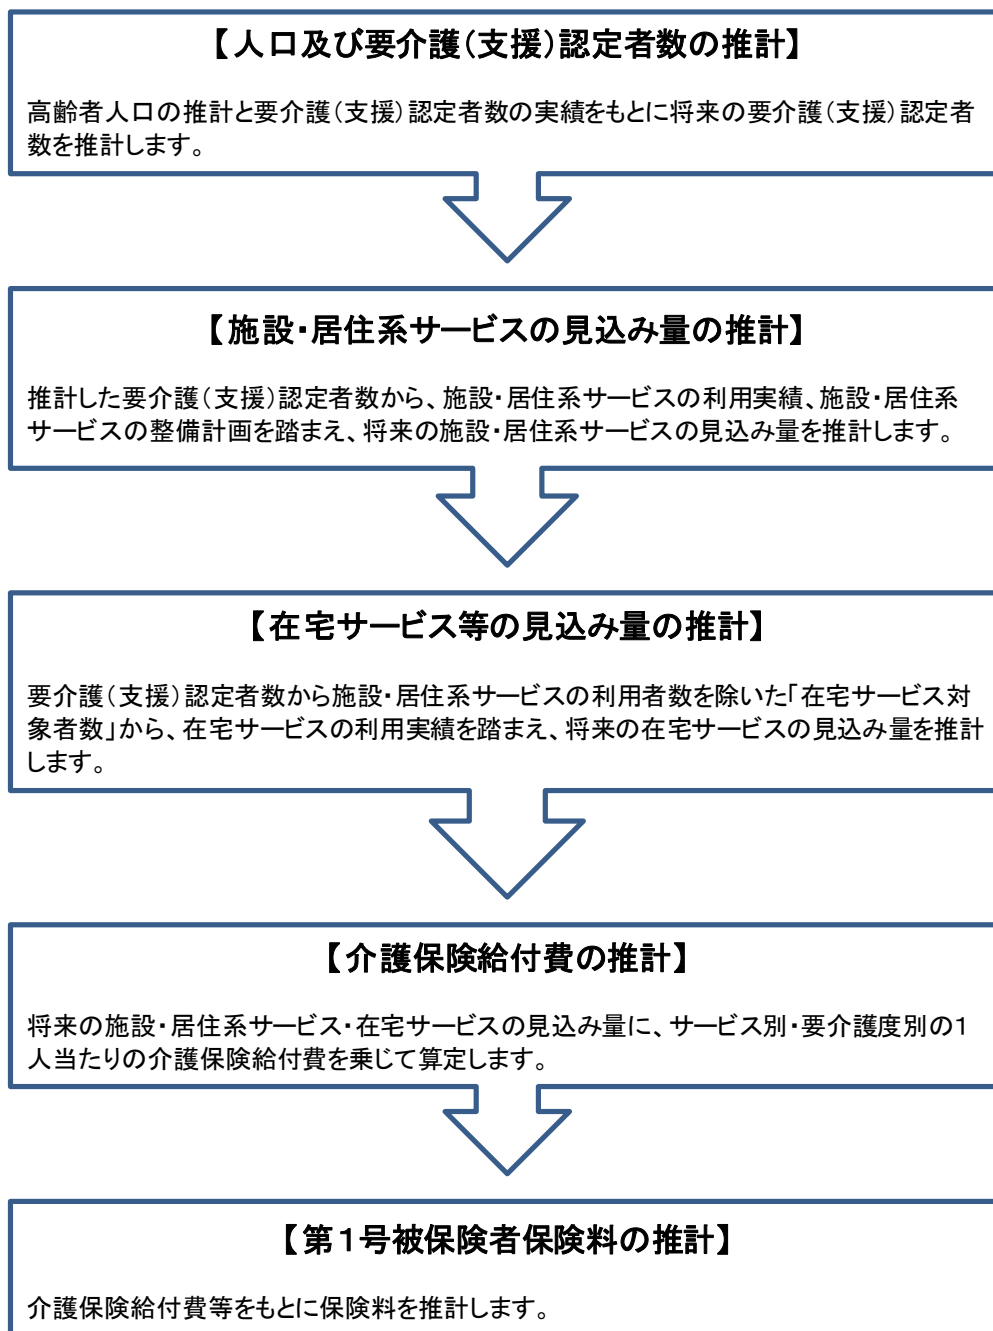 【人口及び要介護（支援）認定者数の推計】
高齢者人口の推計と要介護（支援）認定者数の実績をもとに将来の要介護（支援）認定者
数を推計します。
【施設・居住系サービスの見込み量の推計】
推計した要介護（支援）認定者数から、施設・居住系サービスの利用実績、施設・居住系
サービスの整備計画を踏まえ、将来の施設・居住系サービスの見込み量を推計します。
【在宅サービス等の見込み量の推計】
要介護（支援）認定者数から施設・居住系サービスの利用者数を除いた「在宅サービス対
象者数」から、在宅サービスの利用実績を踏まえ、将来の在宅サービスの見込み量を推計
します。
【介護保険給付費の推計】
将来の施設・居住系サービス・在宅サービスの見込み量に、サービス別・要介護度別の１
人当たりの介護保険給付費を乗じて算定します。
【第１号被保険者保険料の推計】
介護保険給付費等をもとに保険料を推計します。